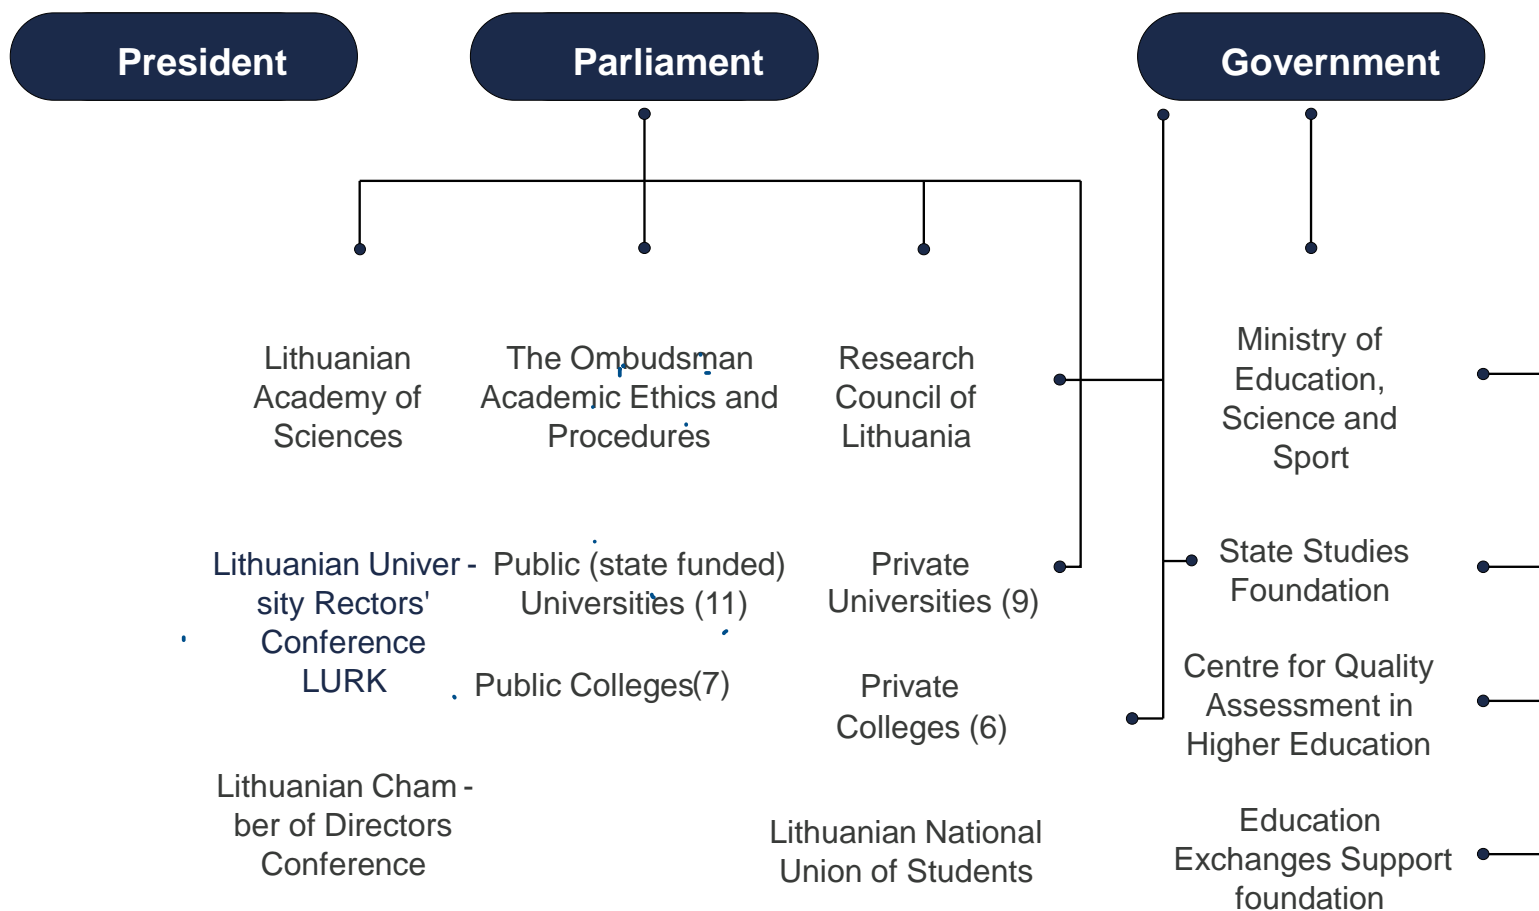 President
Parliament
Government
Lithuanian
Academy of
Sciences
The Ombudsman
Academic Ethics and
Procedures
Research
Council of
Lithuania
Ministry of
Education,
Science and
Sport
Lithuanian Univer -
sity Rectors'
Conference
LURK
Public (state funded)
Universities (11)
Private
Universities (9)
State Studies
Foundation
Public Colleges(7)
Private
Colleges (6)
Centre for Quality
Assessment in
Higher Education
Lithuanian Cham -
ber of Directors
Conference
Lithuanian National
Union of Students
Education
Exchanges Support
foundation